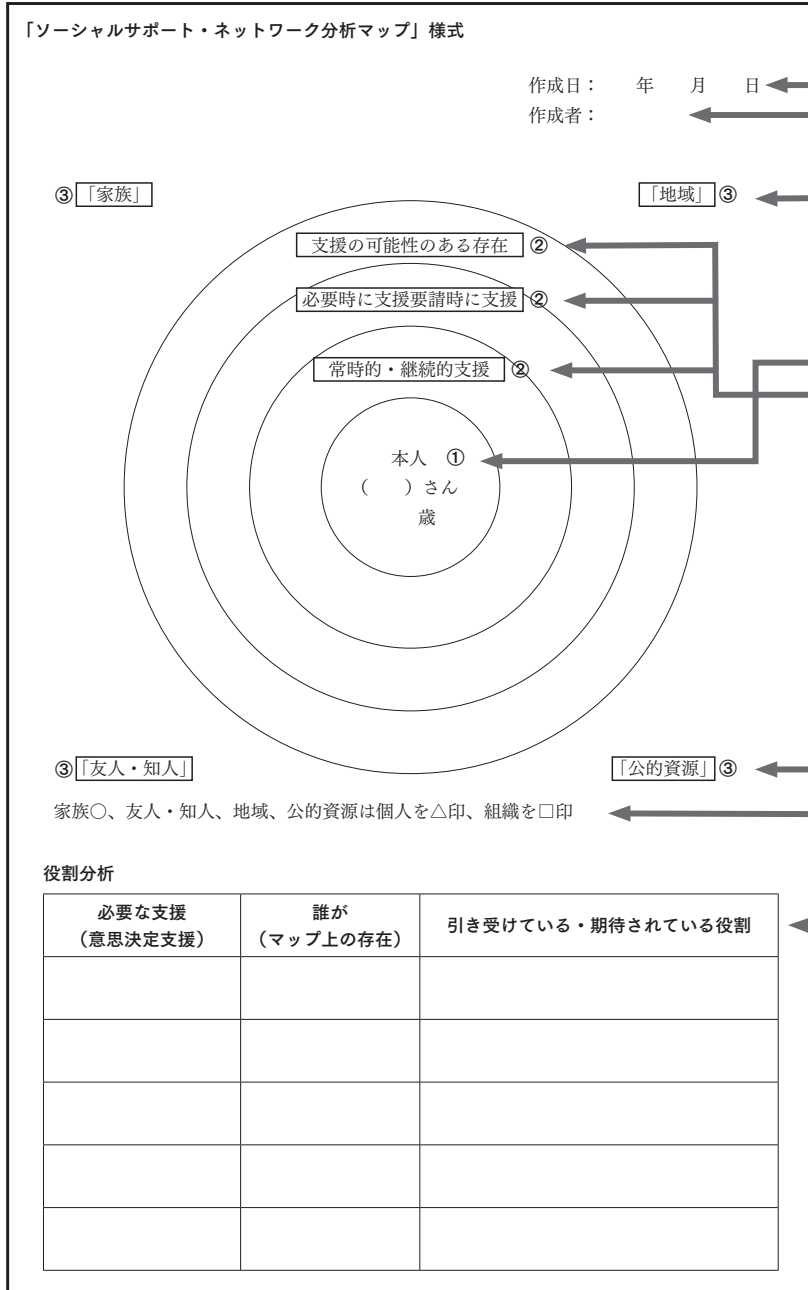 「ソーシャルサポート・ネットワーク分析マップ」様式
作成日： 年 月 日
作成者：
③「家族」
「地域」③
支援の可能性のある存在 ②
必要時に支援要請時に支援 ②
常時的・継続的支援 ②
本人 ①
（ ）さん
歳
③「友人・知人」
「公的資源」③
家族○、友人・知人、地域、公的資源は個人を△印、組織を□印
役割分析
必要な支援
（意思決定支援）
誰が
（マップ上の存在）
引き受けている・期待されている役割